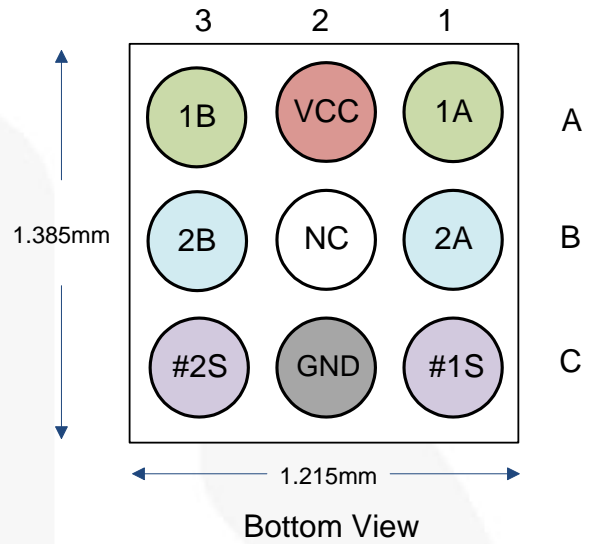 3 2 1
1B VCC 1A A
1.385mm 2B NC 2A B
#2S GND #1S C
1.215mm
Bottom View